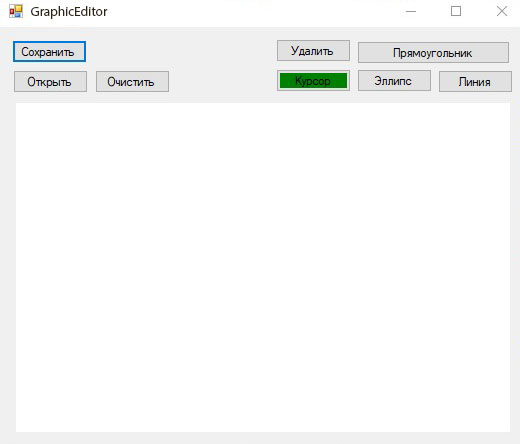 GraphicEditor
Сохранить
Удалить
Прямоугольник
Открыть
Очистить
Курсор
Эллипс
Линия